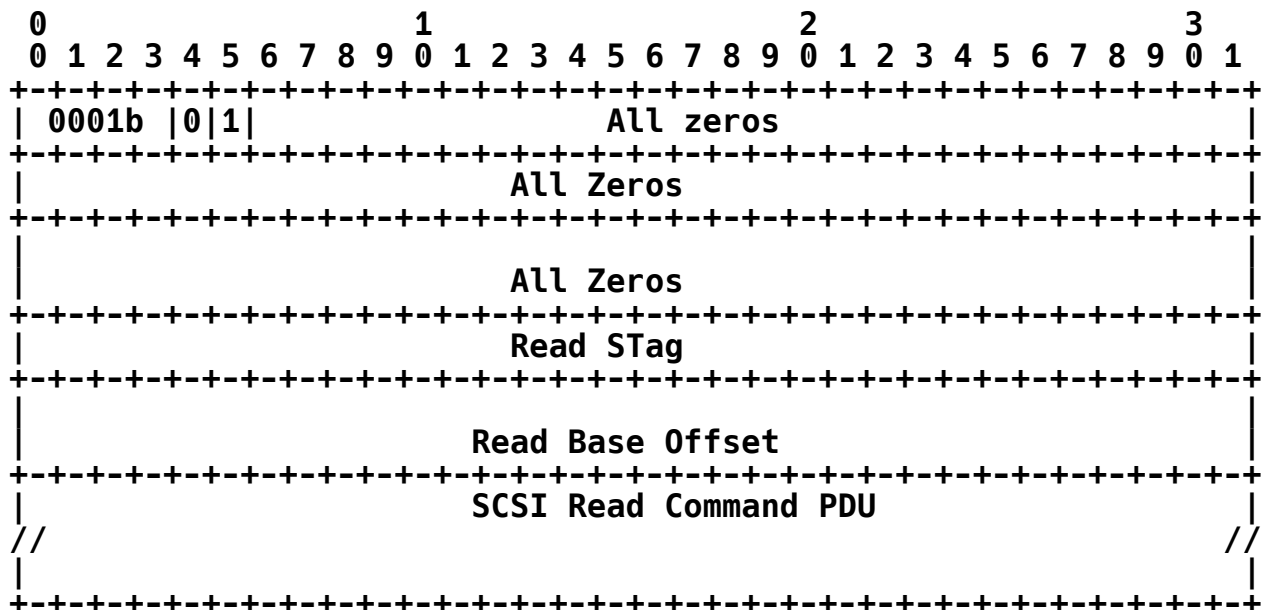 0                   1                   2                   3
 0 1 2 3 4 5 6 7 8 9 0 1 2 3 4 5 6 7 8 9 0 1 2 3 4 5 6 7 8 9 0 1
+-+-+-+-+-+-+-+-+-+-+-+-+-+-+-+-+-+-+-+-+-+-+-+-+-+-+-+-+-+-+-+-+
| 0001b |0|1|                  All zeros                        |
+-+-+-+-+-+-+-+-+-+-+-+-+-+-+-+-+-+-+-+-+-+-+-+-+-+-+-+-+-+-+-+-+
|                         All Zeros                             |
+-+-+-+-+-+-+-+-+-+-+-+-+-+-+-+-+-+-+-+-+-+-+-+-+-+-+-+-+-+-+-+-+
|                                                               |
|                         All Zeros                             |
+-+-+-+-+-+-+-+-+-+-+-+-+-+-+-+-+-+-+-+-+-+-+-+-+-+-+-+-+-+-+-+-+
|                         Read STag                             |
+-+-+-+-+-+-+-+-+-+-+-+-+-+-+-+-+-+-+-+-+-+-+-+-+-+-+-+-+-+-+-+-+
|                                                               |
|                       Read Base Offset                        |
+-+-+-+-+-+-+-+-+-+-+-+-+-+-+-+-+-+-+-+-+-+-+-+-+-+-+-+-+-+-+-+-+
|                       SCSI Read Command PDU                   |
//                                                             //
|                                                               |
+-+-+-+-+-+-+-+-+-+-+-+-+-+-+-+-+-+-+-+-+-+-+-+-+-+-+-+-+-+-+-+-+